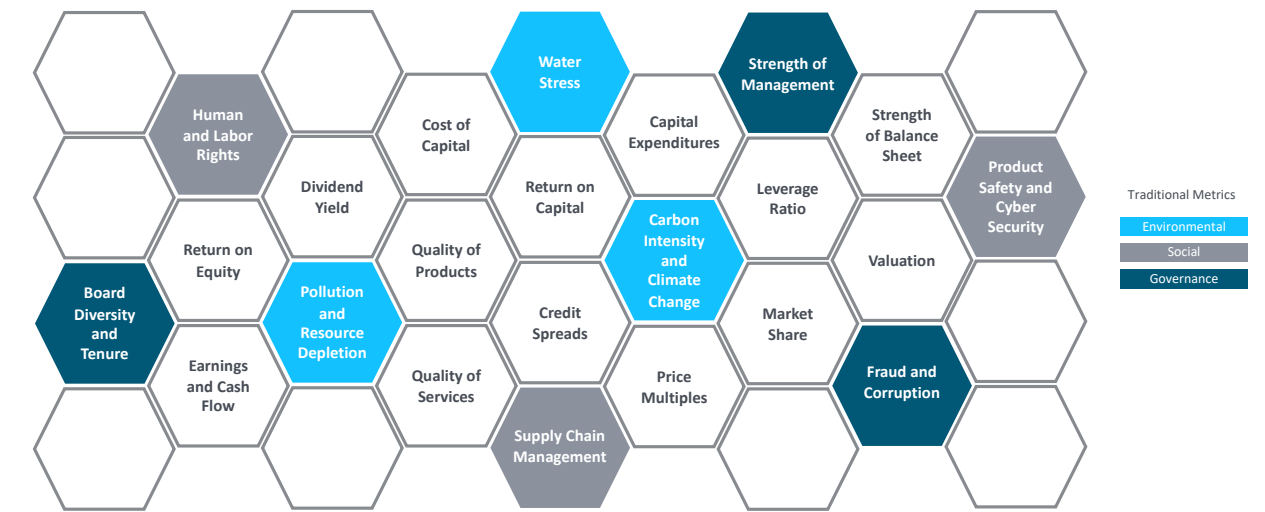 Water
Stress
Strength of
Management
Human
and Labor
Rights
Cost of
Capital
Capital
Expenditures
Strength
of Balance
Sheet
Dividend
Yield
Return on
Capital
Leverage
Ratio
Product
Safety and
Cyber
Security
Return on
Equity
Quality of
Products
Carbon
Intensity
and
Climate
Change
Valuation
Board
Diversity
and
Tenure
Pollution
and
Resource
Depletion
Credit
Spreads
Market
Share
Earnings
and Cash
Flow
Quality of
Services
Price
Multiples
Fraud and
Corruption
Supply Chain
Management
Traditional Metrics
Environmental
Social
Governance